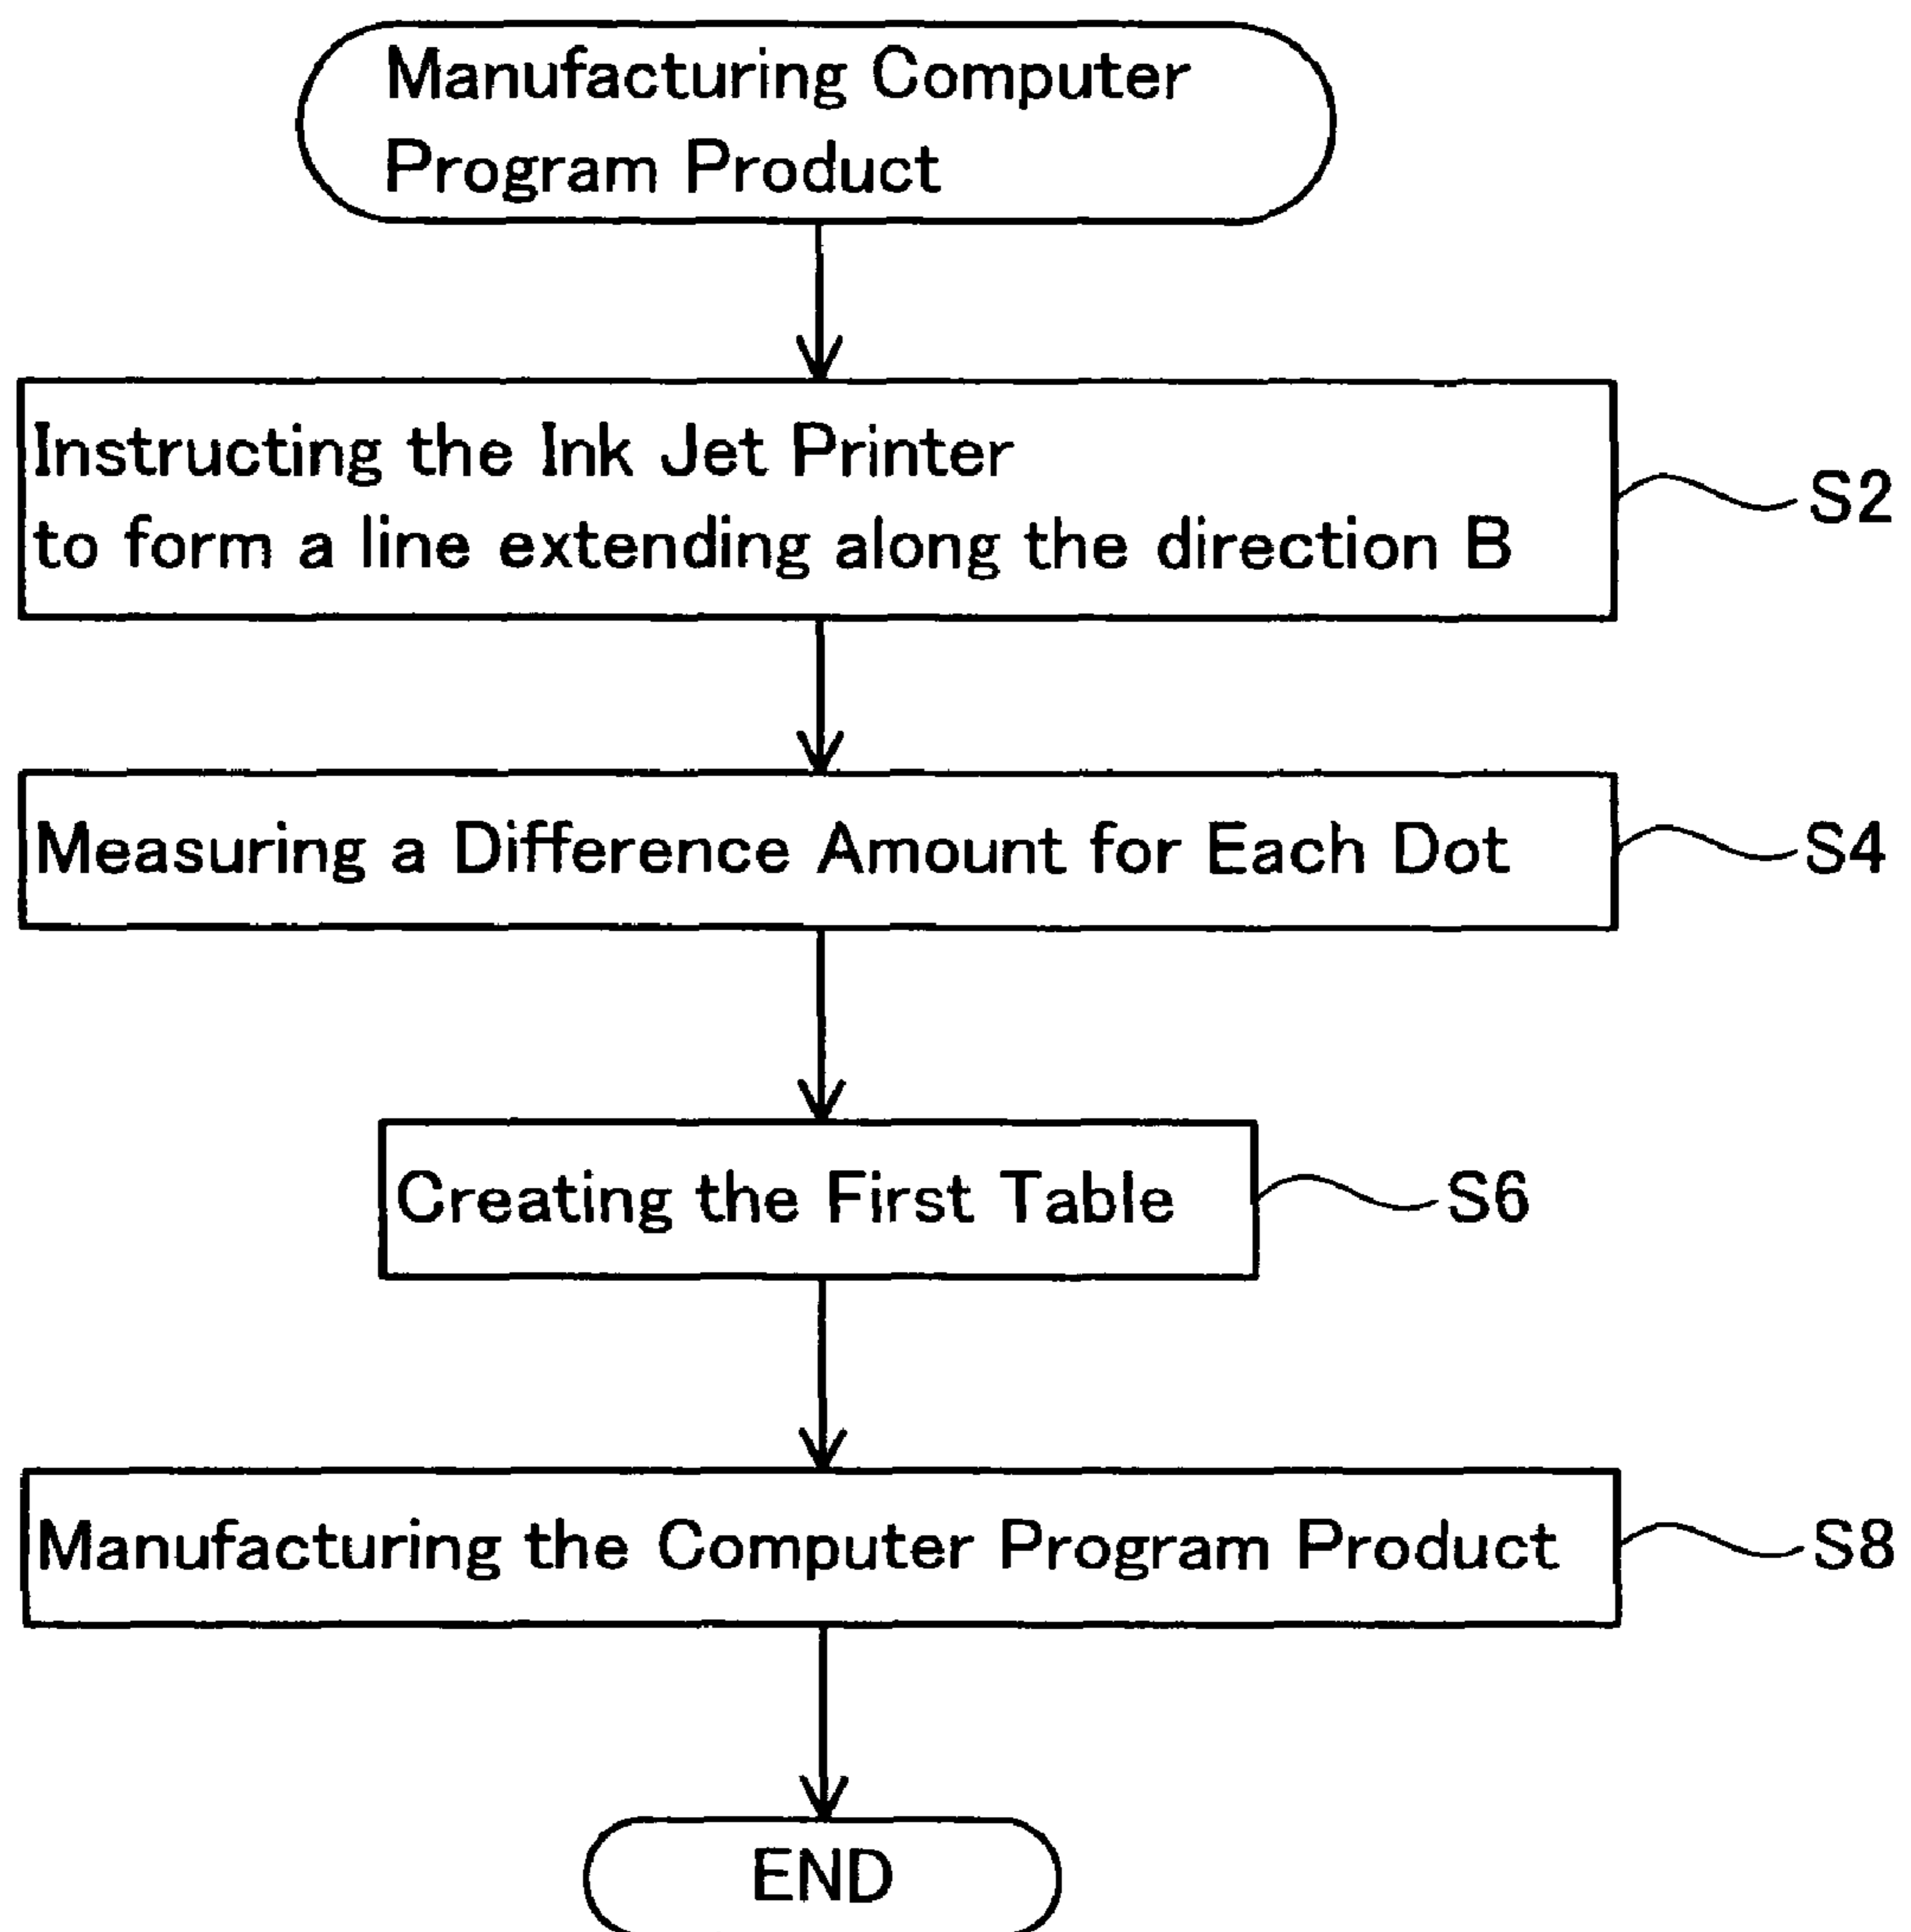 Manufacturing Computer
Program Product
Instructing the Ink Jet Printer
to form a line extending along the direction B
S2
Measuring a Difference Amount for Each Dot
S4
Creating the First Table
S6
Manufacturing the Computer Program Product
S8
END